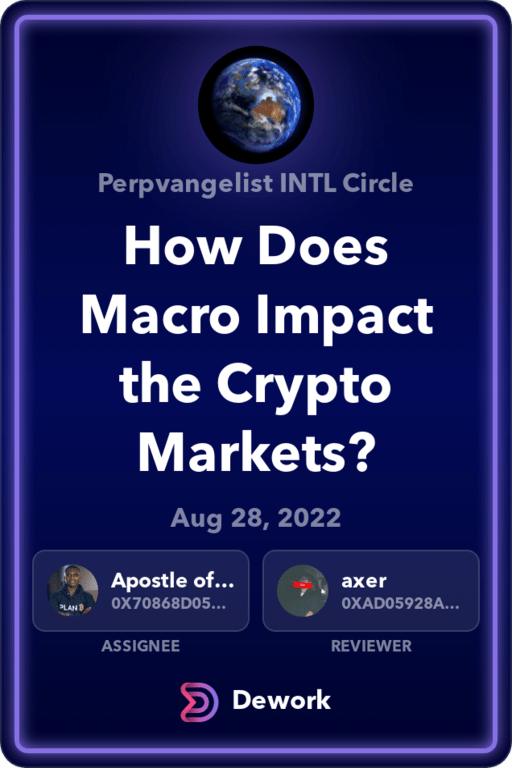 Perpvangelist INTL Circle
How Does
Macro Impact
the Crypto
Markets?
Aug 28, 2022
PLAN
Apostle of...
0X70868D05...
axer
0XAD05928A...
ASSIGNEE
REVIEWER
Dework